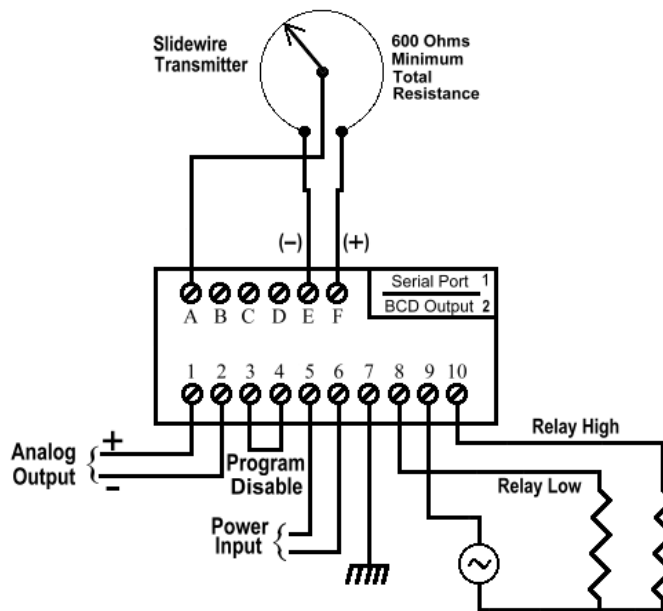 Slidewire
Transmitter
600 Ohms
Minimum
Total
Resistance
(−) (+)
Serial Port 1
BCD Output 2
A B C D E F
1 2 3 4 5 6 7 8 9 10
Relay High
+
Analog
Output
-
Program
Disable
Relay Low
Power
Input